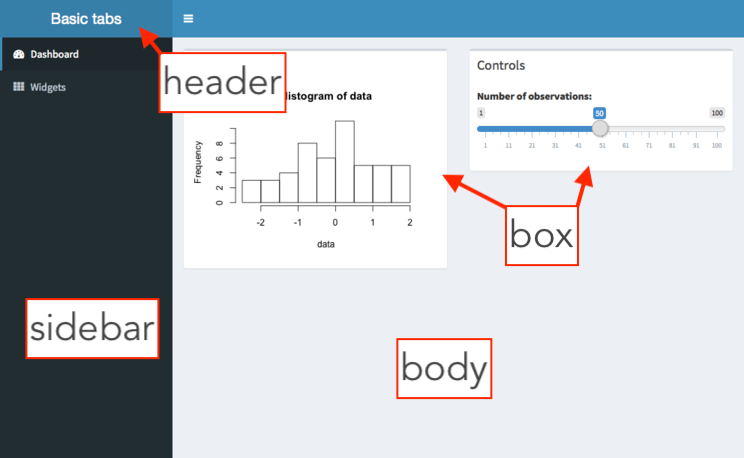 Basic tabs
Dashboard
Widgets
header
Histogram of data
Frequency
0 2 4 6 8
-2 -1 0 1 2
data
Controls
Number of observations:
1 50 100
1 11 21 31 41 51 61 71 81 91 100
box
sidebar
body